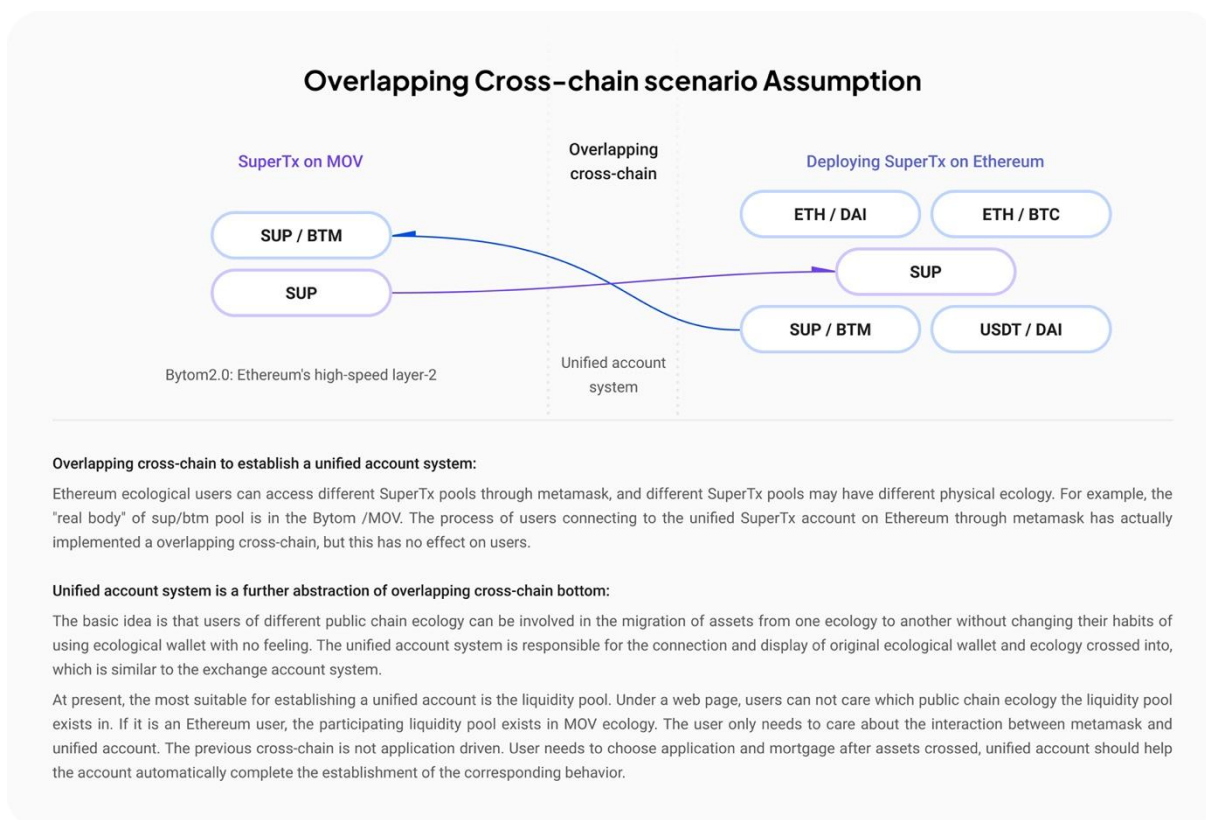 Overlapping Cross-chain scenario Assumption
SuperTx on MOV
Overlapping
cross-chain
Deploying SuperTx on Ethereum
ETH / DAI
ETH / BTC
SUP / BTM
SUP
SUP
SUP / BTM
USDT / DAI
Bytom2.0: Ethereum's high-speed layer-2
Unified account
system
Overlapping cross-chain to establish a unified account system:
Ethereum ecological users can access different SuperTx pools through metamask, and different SuperTx pools may have different physical ecology. For example, the
"real body" of sup/btm pool is in the Bytom /MOV. The process of users connecting to the unified SuperTx account on Ethereum through metamask has actually
implemented a overlapping cross-chain, but this has no effect on users.
Unified account system is a further abstraction of overlapping cross-chain bottom:
The basic idea is that users of different public chain ecology can be involved in the migration of assets from one ecology to another without changing their habits of
using ecological wallet with no feeling. The unified account system is responsible for the connection and display of original ecological wallet and ecology crossed into,
which is similar to the exchange account system.
At present, the most suitable for establishing a unified account is the liquidity pool. Under a web page, users can not care which public chain ecology the liquidity pool
exists in. If it is an Ethereum user, the participating liquidity pool exists in MOV ecology. The user only needs to care about the interaction between metamask and
unified account. The previous cross-chain is not application driven. User needs to choose application and mortgage after assets crossed, unified account should help
the account automatically complete the establishment of the corresponding behavior.